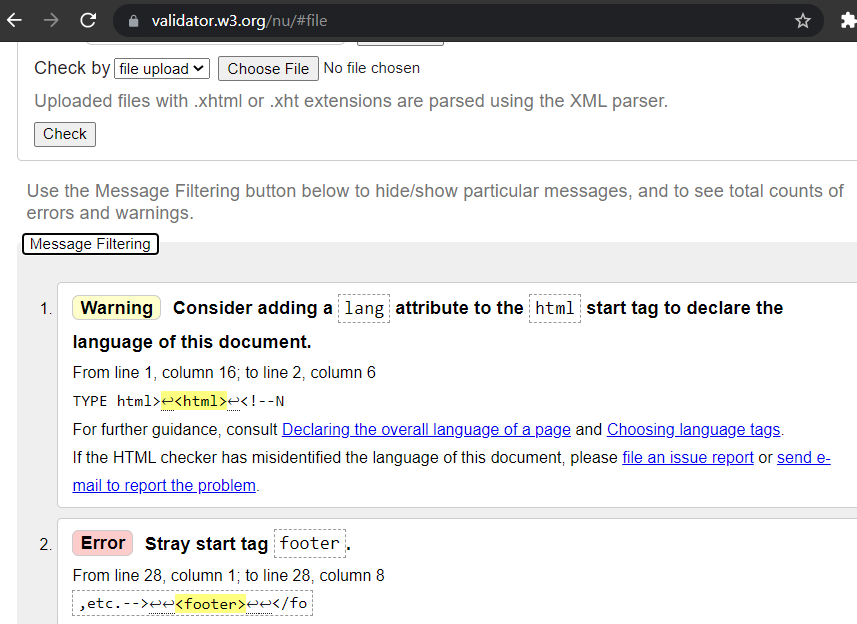 validator.w3.org/nu/#file
Check by file upload Choose File No file chosen
Uploaded files with .xhtml or .xht extensions are parsed using the XML parser.
Check
Use the Message Filtering button below to hide/show particular messages, and to see total counts of
errors and warnings.
Message Filtering
1. Warning Consider adding a lang attribute to the html start tag to declare the
language of this document.
From line 1, column 16; to line 2, column 6
TYPE html>↩<html>↩<!--N
For further guidance, consult Declaring the overall language of a page and Choosing language tags.
If the HTML checker has misidentified the language of this document, please file an issue report or send e-
mail to report the problem.
2. Error Stray start tag footer.
From line 28, column 1; to line 28, column 8
,etc.-->↩↩<footer>↩↩</fo